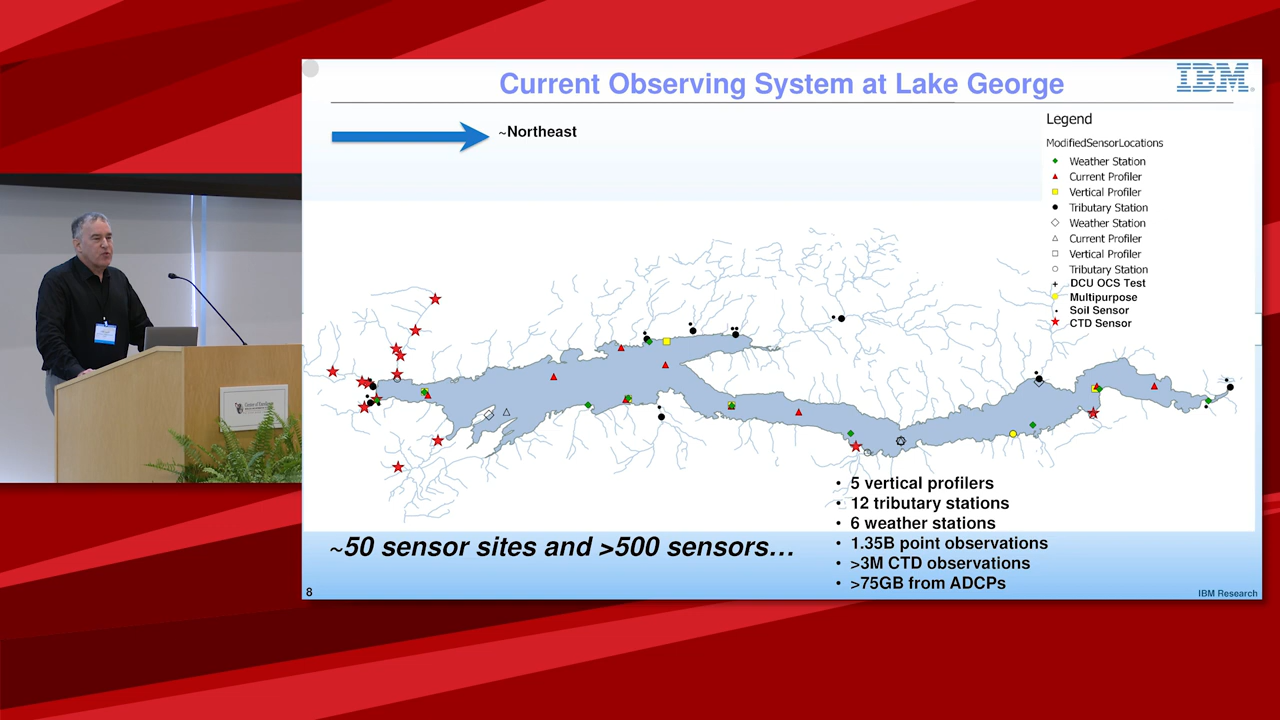 Current Observing System at Lake George
IBM
~Northeast
Legend
ModifiedSensorLocations
Weather Station
Current Profiler
Vertical Profiler
Tributary Station
Weather Station
Current Profiler
Vertical Profiler
Tributary Station
DCU OCS Test
Multipurpose
Soil Sensor
CTD Sensor
• 5 vertical profilers
• 12 tributary stations
• 6 weather stations
• 1.35B point observations
• >3M CTD observations
• >75GB from ADCPs
~50 sensor sites and >500 sensors...
8
IBM Research